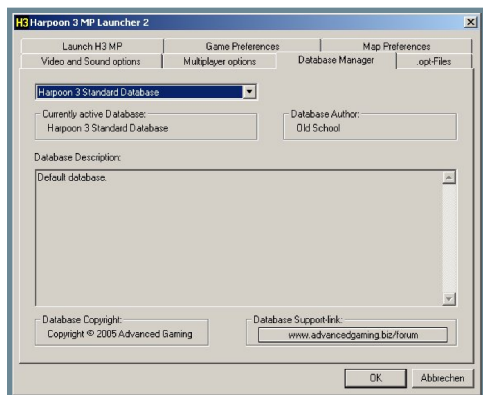 H3 Harpoon 3 MP Launcher 2
Launch H3 MP
Game Preferences
Map Preferences
Video and Sound options
Multiplayer options
Database Manager
.opt-Files
Harpoon 3 Standard Database
Currently active Database:
Harpoon 3 Standard Database
Database Author:
Old School
Database Description:
Default database.
Database Copyright:
Copyright © 2005 Advanced Gaming
Database Support-link:
www.advancedgaming.biz/forum
OK
Abbrechen